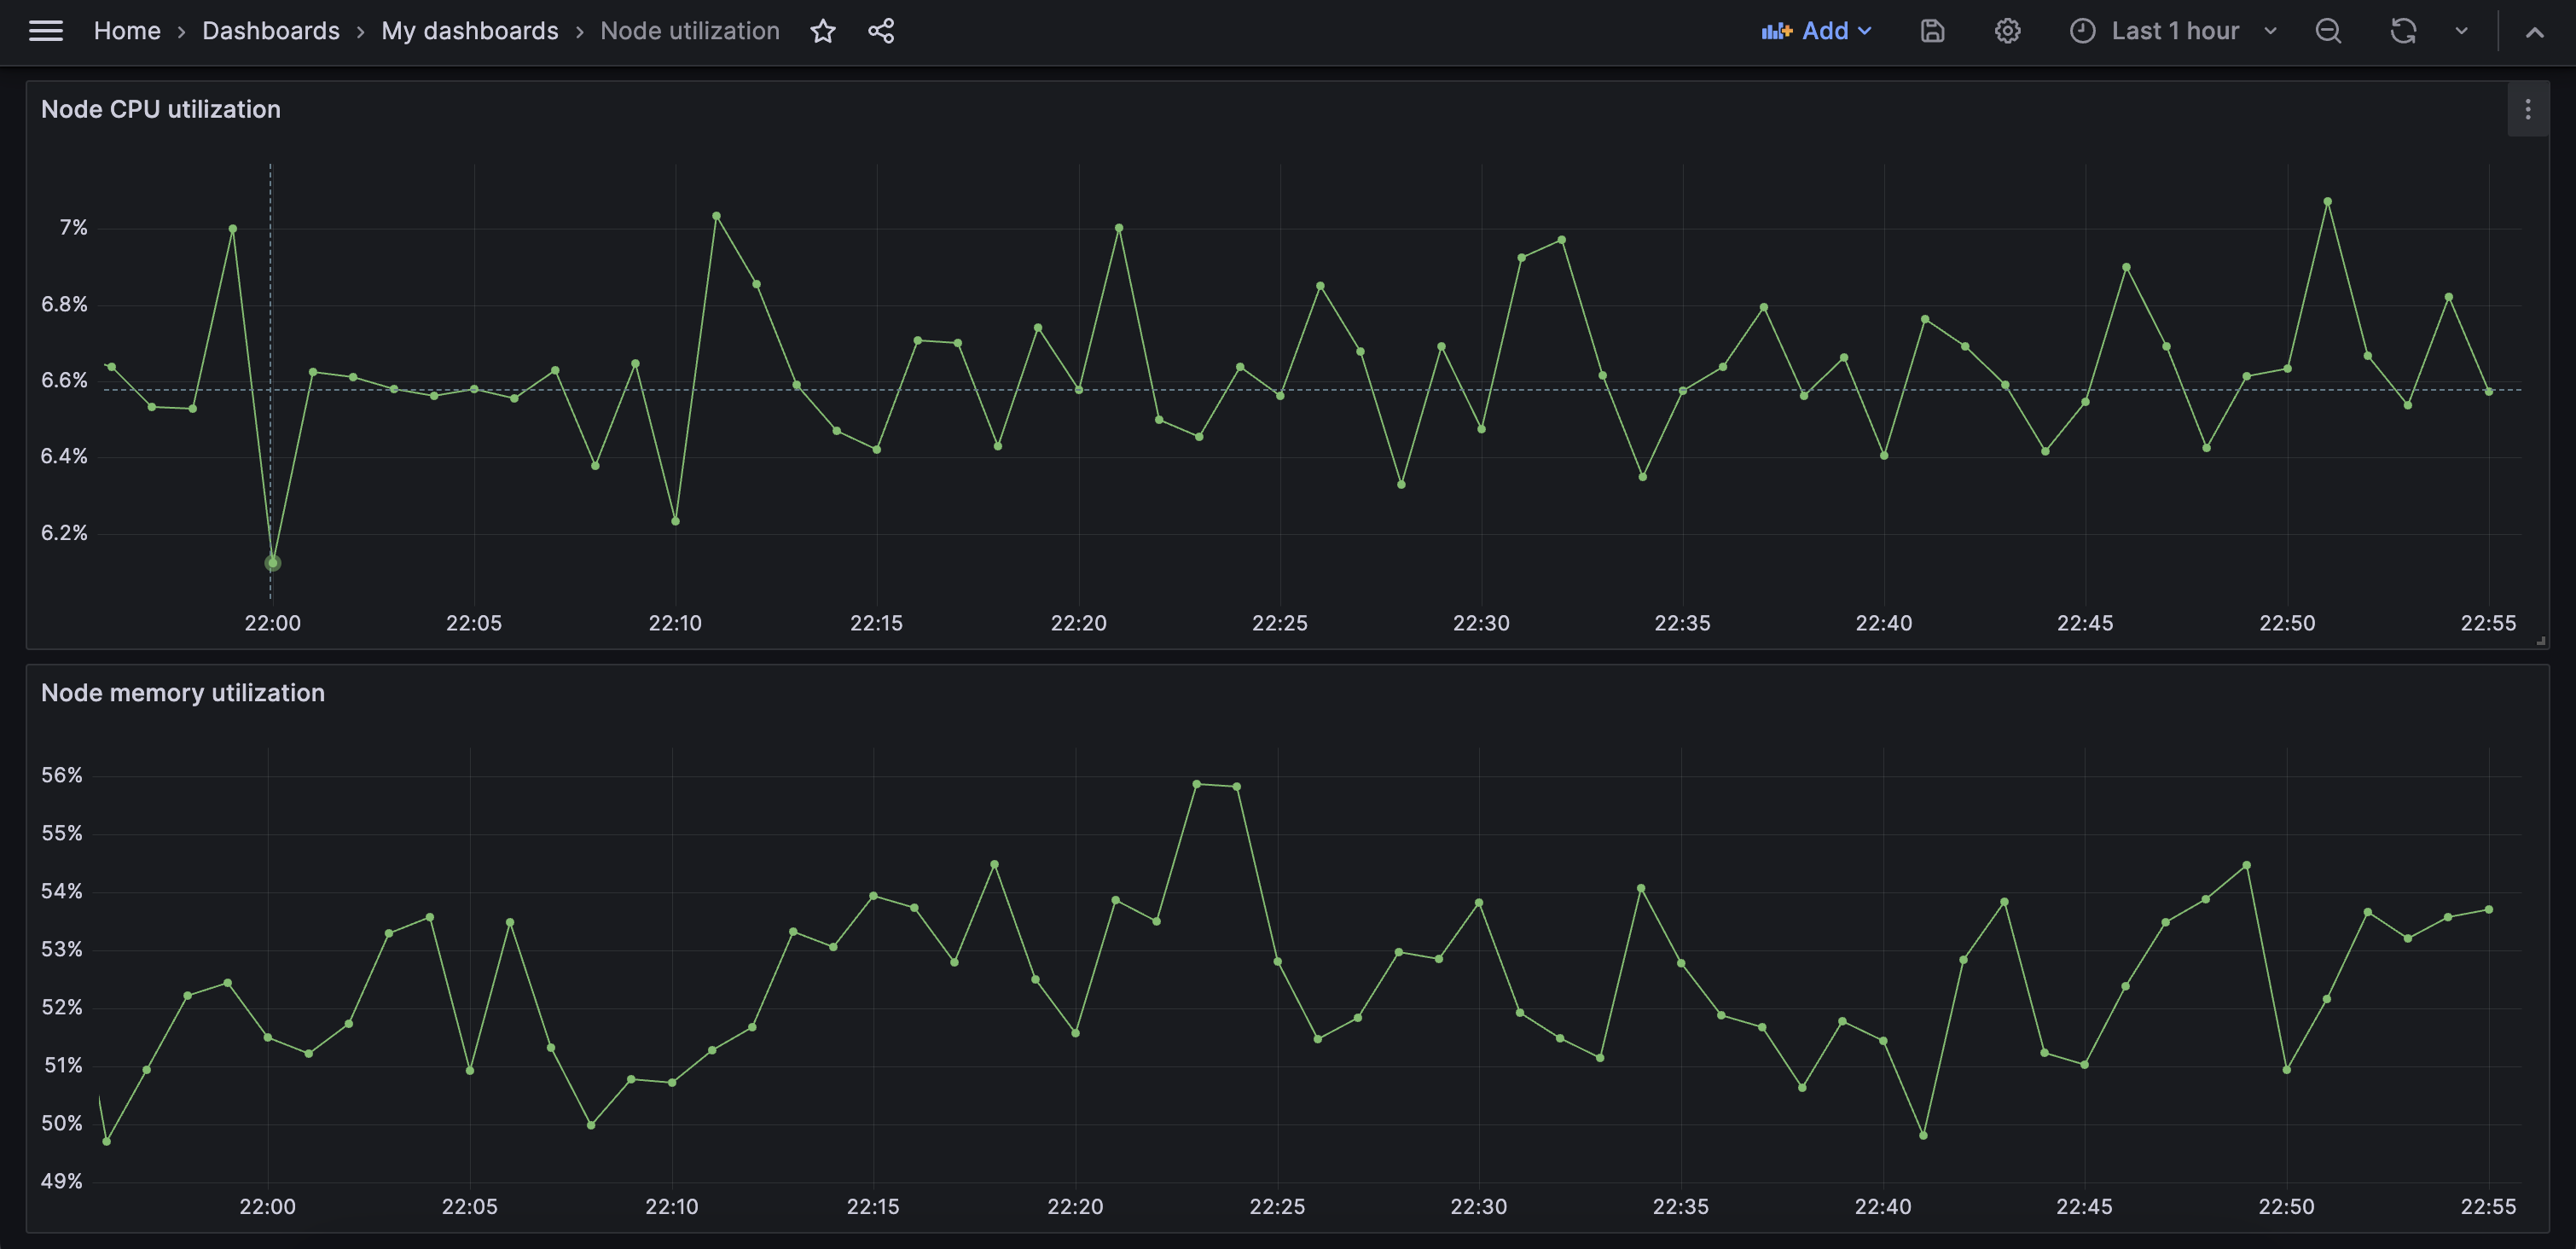 Home › Dashboards › My dashboards › Node utilization Add Last 1 hour
Node CPU utilization
7%
6.8%
6.6%
6.4%
6.2%
22:00 22:05 22:10 22:15 22:20 22:25 22:30 22:35 22:40 22:45 22:50 22:55
Node memory utilization
56%
55%
54%
53%
52%
51%
50%
49%
22:00 22:05 22:10 22:15 22:20 22:25 22:30 22:35 22:40 22:45 22:50 22:55